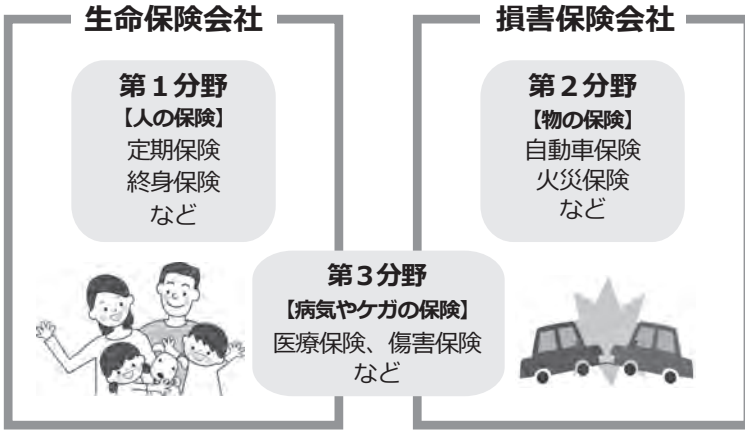 生命保険会社
第1分野
【人の保険】
定期保険
終身保険
など
損害保険会社
第2分野
【物の保険】
自動車保険
火災保険
など
第3分野
【病気やケガの保険】
医療保険、傷害保険
など